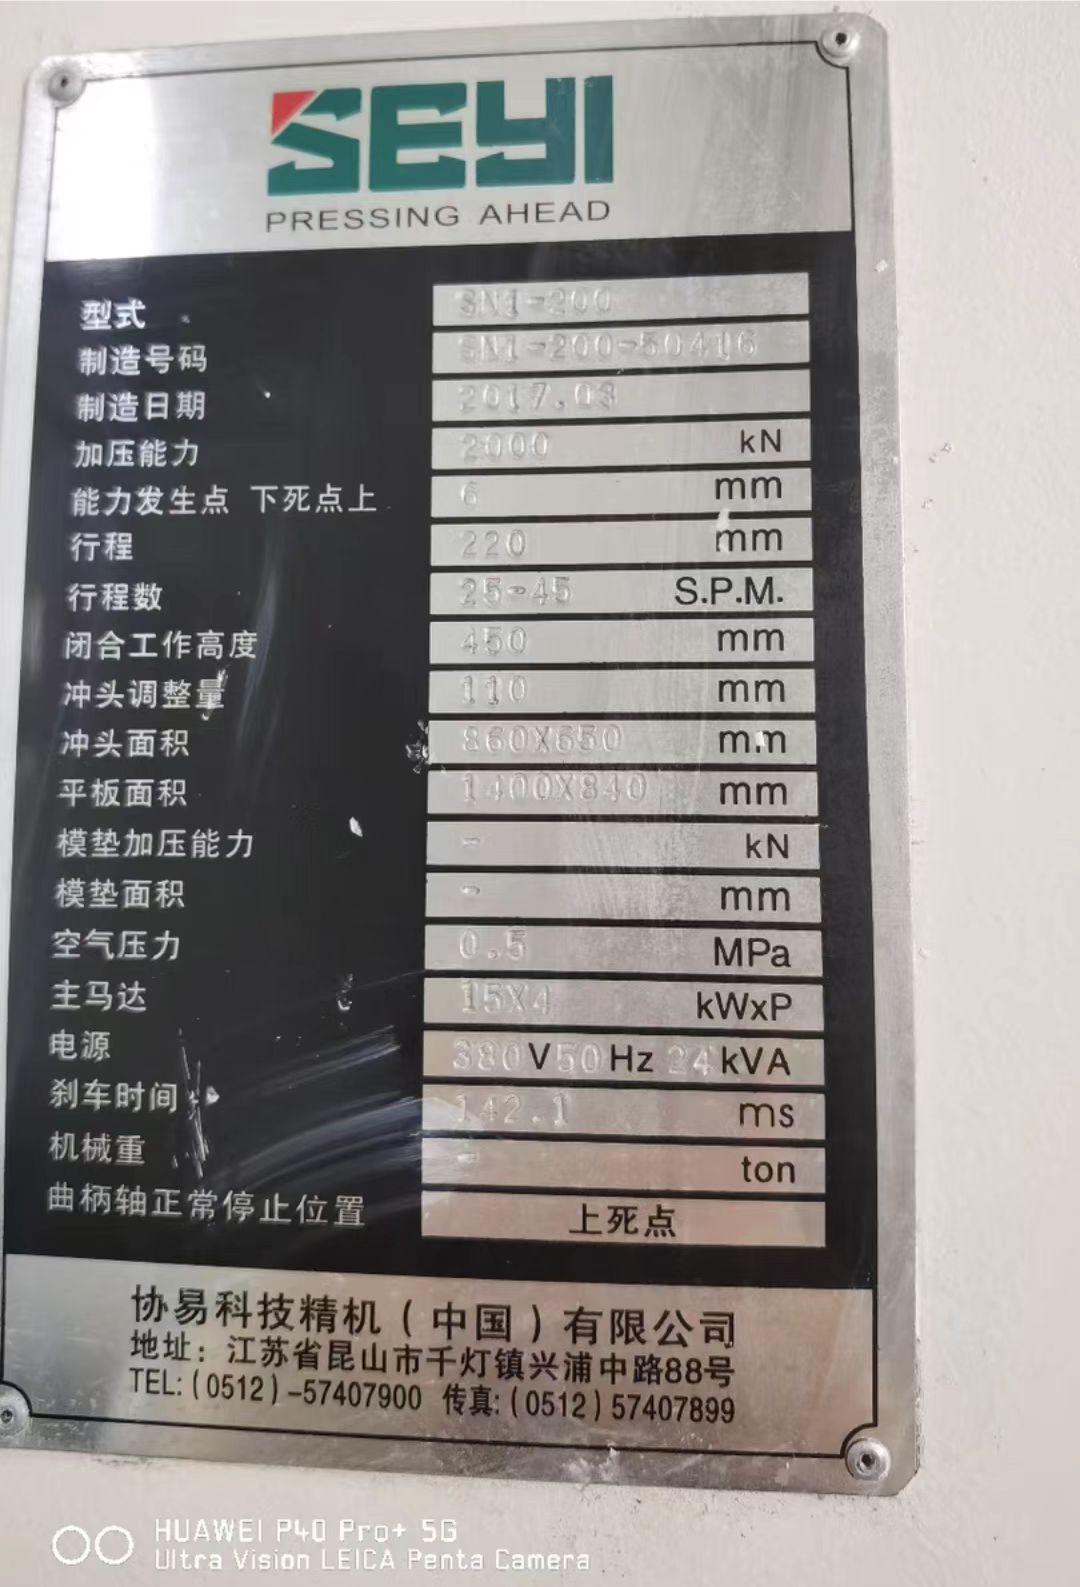 SEYI
PRESSING AHEAD
型式 SN1-200
制造号码 SN1-200-50416
制造日期 2017.03
加压能力 2000 kN
能力发生点 下死点上 6 mm
行程 220 mm
行程数 25-45 S.P.M.
闭合工作高度 450 mm
冲头调整量 110 mm
冲头面积 860X650 mm
平板面积 1400X840 mm
模垫加压能力 - kN
模垫面积 - mm
空气压力 0.5 MPa
主马达 15X4 kWxP
电源 380V50Hz 24kVA
刹车时间 142.1 ms
机械重 - ton
曲柄轴正常停止位置 上死点
协易科技精机(中国)有限公司
地址：江苏省昆山市千灯镇兴浦中路88号
TEL:(0512)-57407900 传真:(0512)57407899
HUAWEI P40 Pro+ 5G
Ultra Vision LEICA Penta Camera